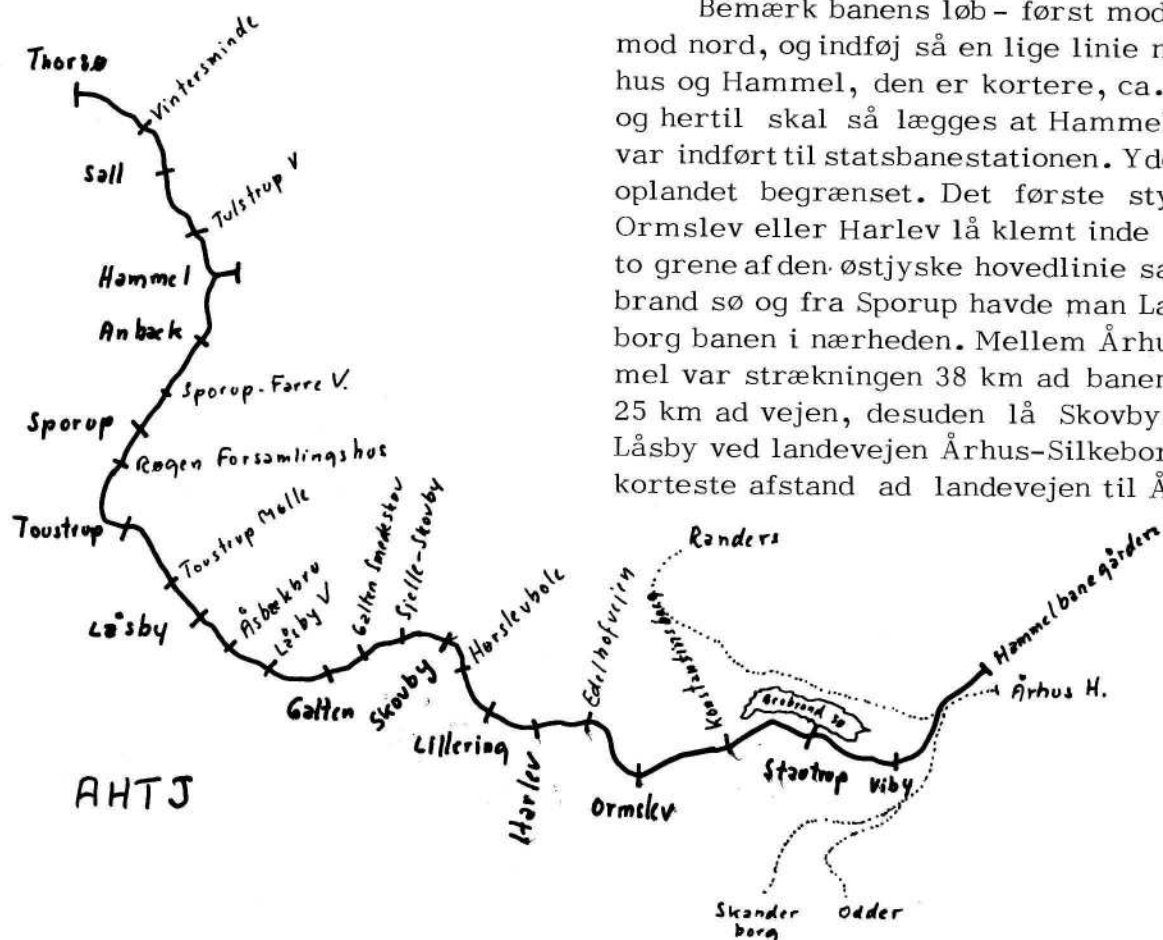 Bemærk banens løb - først mod
mod nord, og indføj så en lige linie m
hus og Hammel, den er kortere, ca.
og hertil skal så lægges at Hammel
var indført til statsbanestationen. Yde
oplandet begrænset. Det første sty
Ormslev eller Harlev lå klemt inde
to grene af den østjyske hovedlinie sa
brand sø og fra Sporup havde man La
borg banen i nærheden. Mellem Århu
mel var strækningen 38 km ad banen
25 km ad vejen, desuden lå Skovby
Låsby ved landevejen Århus-Silkebor
korteste afstand ad landevejen til Å
Thorsø
Vintersminde
Sall
Tulstrup V
Hammel
Anbæk
Sporup-Farre V.
Sporup
Røgen Forsamlingshus
Toustrup
Toustrup Mølle
Låsby
Åsbækbro
Låsby V
Galten
Galten Smedeskov
Sjelle-Skovby
Skovby
Hørslevbole
Lillering
Harlev
Edelhofvejen
Ormslev
Konstantinsborg
Brabrand sø
Stavtrup
Viby
Hammelbanegården
Århus H.
Randers
Skander
borg
Odder
AHTJ